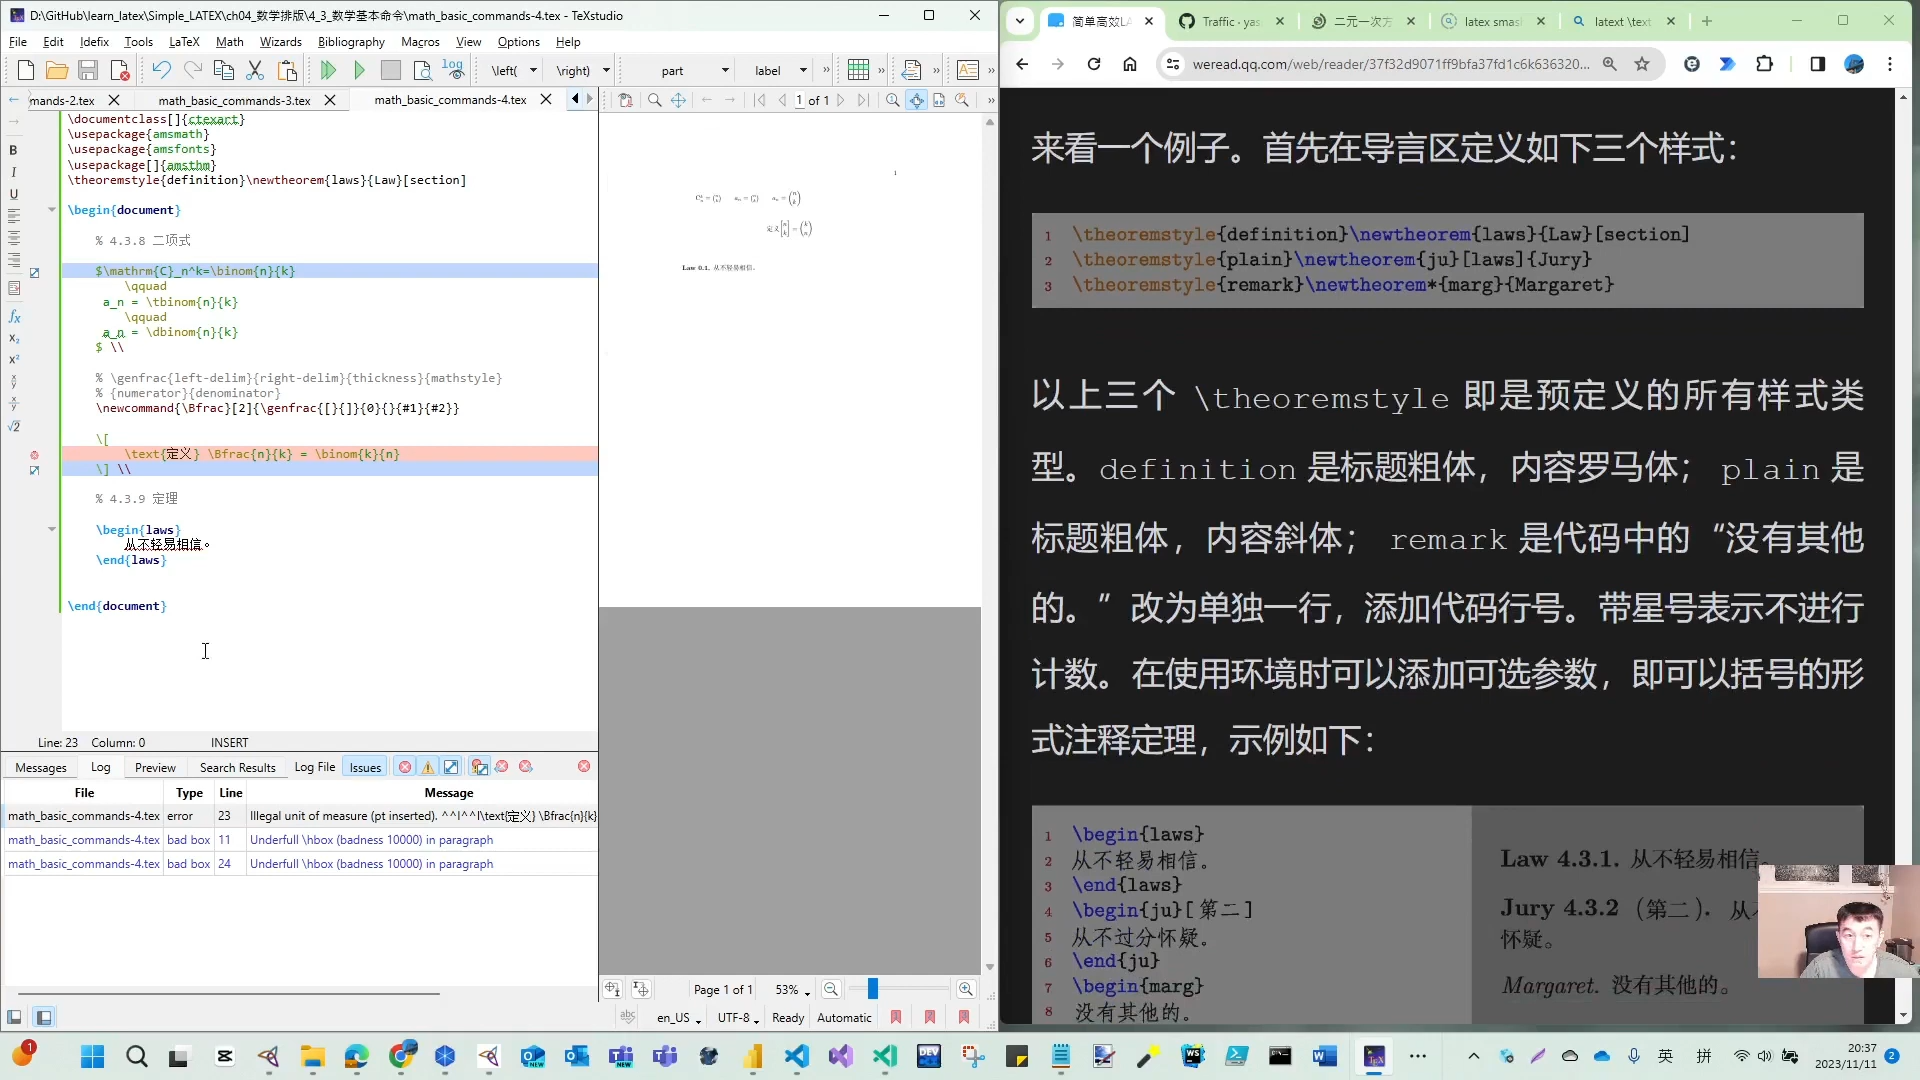 D:\GitHub\learn_latex\Simple_LATEX\ch04_数学排版\4_3_数学基本命令\math_basic_commands-4.tex - TeXstudio
File Edit Idefix Tools LaTeX Math Wizards Bibliography Macros View Options Help
\left( \right) part label
mands-2.tex math_basic_commands-3.tex math_basic_commands-4.tex
\documentclass[]{ctexart}
\usepackage{amsmath}
\usepackage{amsfonts}
\usepackage[]{amsthm}
\theoremstyle{definition}\newtheorem{laws}{Law}[section]
\begin{document}
% 4.3.8 二项式
$\mathrm{C}_n^k=\binom{n}{k}
\qquad
a_n = \tbinom{n}{k}
\qquad
a_n = \dbinom{n}{k}
$ \\
% \genfrac{left-delim}{right-delim}{thickness}{mathstyle}
% {numerator}{denominator}
\newcommand{\Bfrac}[2]{\genfrac{[}{]}{0}{}{#1}{#2}}
\[
\text{定义} \Bfrac{n}{k} = \binom{k}{n}
\] \\
% 4.3.9 定理
\begin{laws}
从不轻易相信。
\end{laws}
\end{document}
Line: 23 Column: 0 INSERT
Messages Log Preview Search Results Log File Issues
File Type Line Message
math_basic_commands-4.tex error 23 Illegal unit of measure (pt inserted). ^^I^^I\text{定义} \Bfrac{n}{k}
math_basic_commands-4.tex bad box 11 Underfull \hbox (badness 10000) in paragraph
math_basic_commands-4.tex bad box 24 Underfull \hbox (badness 10000) in paragraph
1 of 1
1
定义
Law 0.1. 从不轻易相信。
Page 1 of 1 53%
en_US UTF-8 Ready Automatic
简单高效LA Traffic · yas 二元一次方 latex smas latext \text
weread.qq.com/web/reader/37f32d9071ff9bfa37fd1c6k636320...
来看一个例子。首先在导言区定义如下三个样式：
1 \theoremstyle{definition}\newtheorem{laws}{Law}[section]
2 \theoremstyle{plain}\newtheorem{ju}[laws]{Jury}
3 \theoremstyle{remark}\newtheorem*{marg}{Margaret}
以上三个 \theoremstyle 即是预定义的所有样式类
型。definition 是标题粗体，内容罗马体； plain 是
标题粗体，内容斜体； remark 是代码中的“没有其他
的。”改为单独一行，添加代码行号。带星号表示不进行
计数。在使用环境时可以添加可选参数，即可以括号的形
式注释定理，示例如下：
1 \begin{laws}
2 从不轻易相信。
3 \end{laws}
4 \begin{ju}[第二]
5 从不过分怀疑。
6 \end{ju}
7 \begin{marg}
8 没有其他的。
Law 4.3.1. 从不轻易相信。
Jury 4.3.2 （第二）. 从
怀疑。
Margaret. 没有其他的。
英 拼 20:37
2023/11/11 2